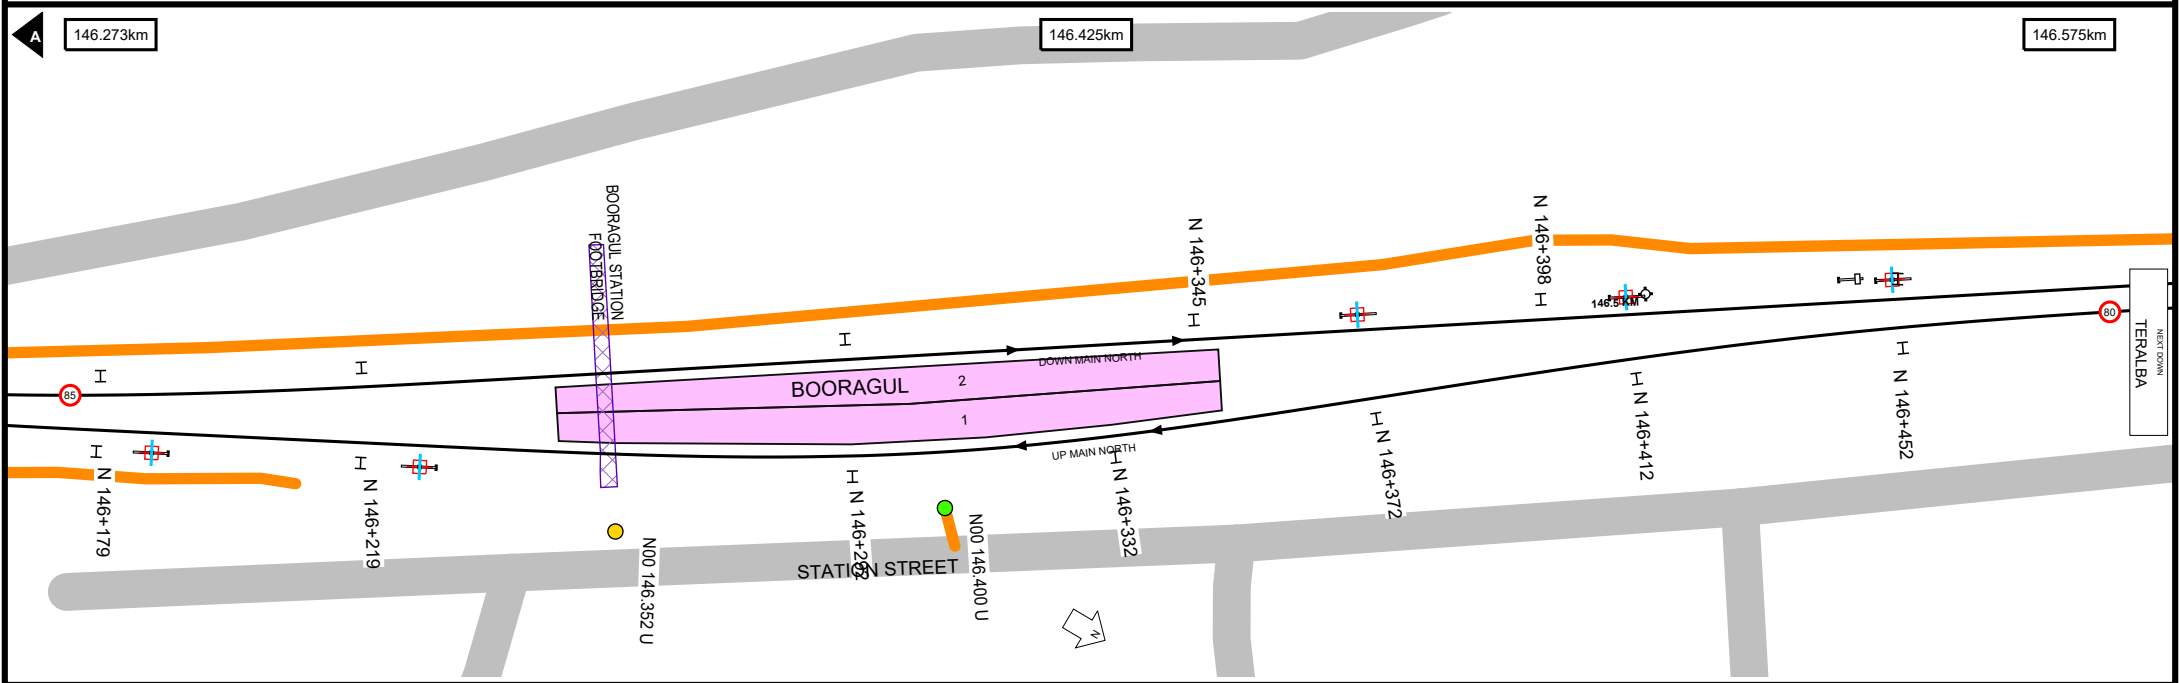 A
146.273km
146.425km
146.575km
BOORAGUL STATION
FOOTBRIDGE
N 146+345
N 146+398
146.5 KM
85
80
NEXT DOWN
TERALBA
DOWN MAIN NORTH
BOORAGUL
2
1
UP MAIN NORTH
N 146+179
N 146+219
N 146+292
N 146+332
N 146+372
N 146+412
N 146+452
N00 146.352 U
N00 146.400 U
STATION STREET
N